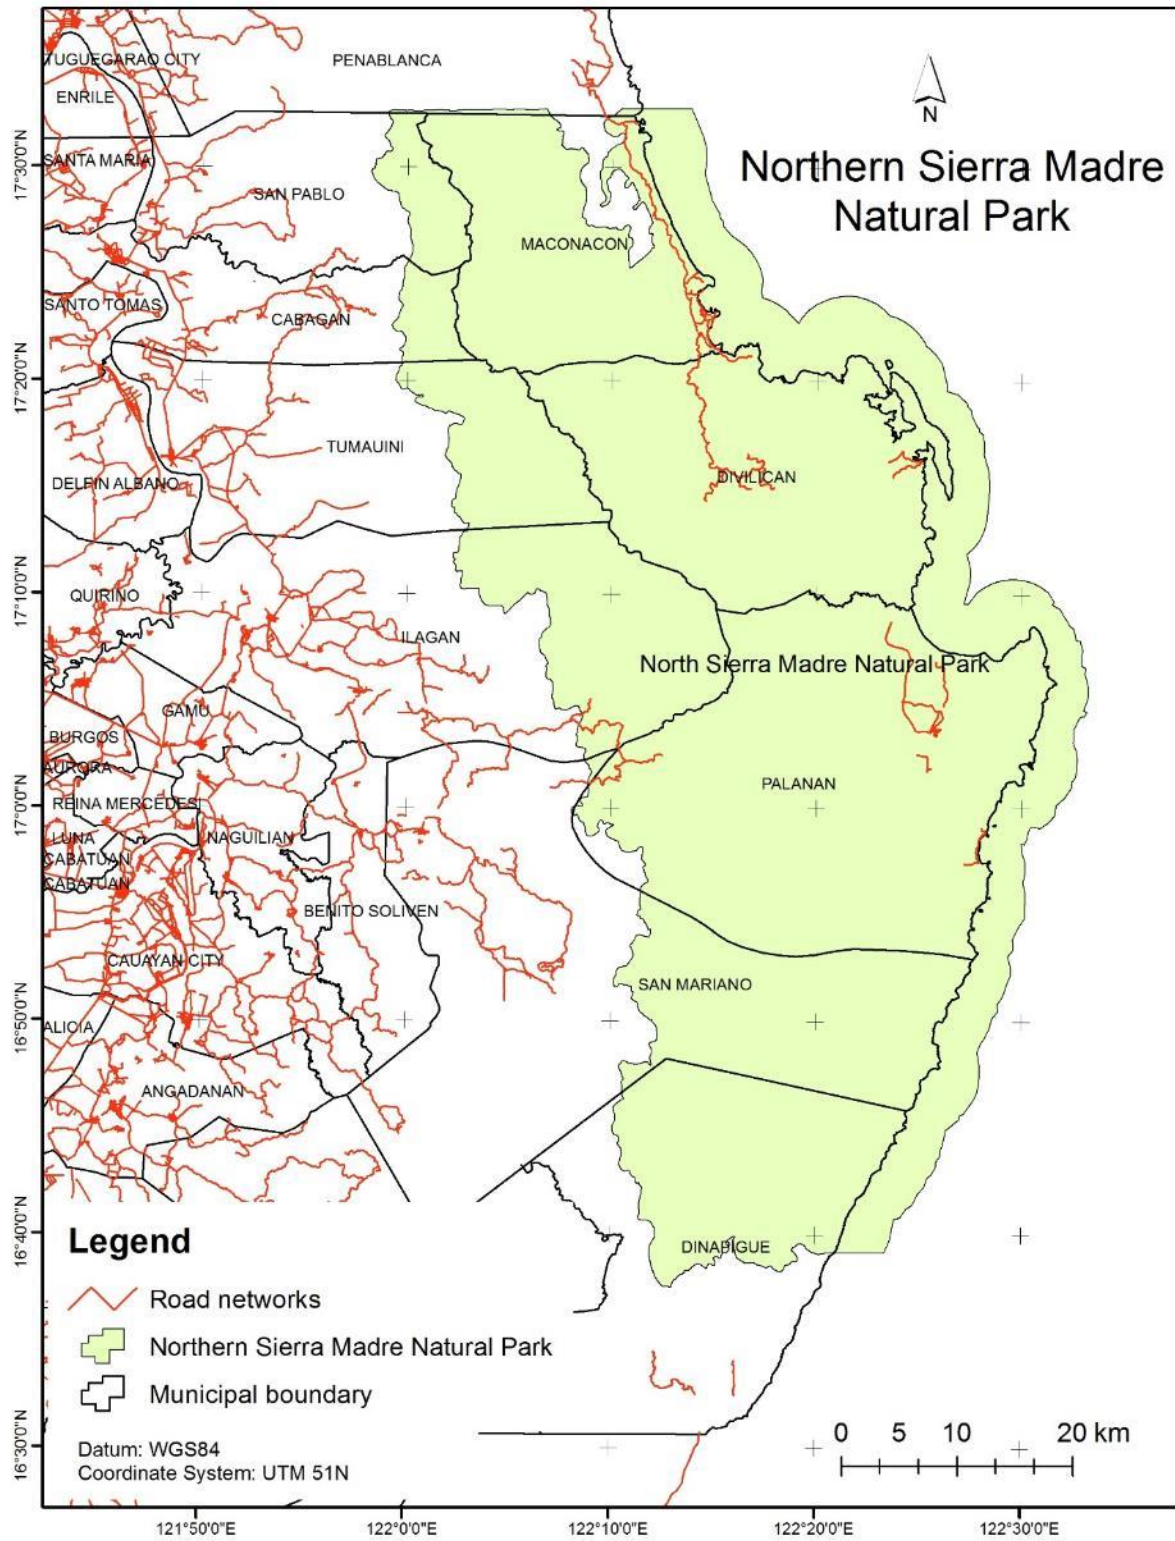 TUGUEGARAO CITY
PENABLANCA
ENRILE
N
SANTA MARIA
Northern Sierra Madre
Natural Park
SAN PABLO
MACONACON
SANTO TOMAS
CABAGAN
TUMAUINI
DIVILICAN
DELFIN ALBANO
QUIRINO
ILAGAN
North Sierra Madre Natural Park
GAMU
BURGOS
AURORA
PALANAN
REINA MERCEDES
LUNA
NAGUILIAN
CABATUAN
CABATUAN
BENITO SOLIVEN
CAUAYAN CITY
SAN MARIANO
ALICIA
ANGADANAN
DINAPIGUE
Legend
Road networks
Northern Sierra Madre Natural Park
Municipal boundary
Datum: WGS84
Coordinate System: UTM 51N
0 5 10 20 km
17°30'0"N
17°20'0"N
17°10'0"N
17°0'0"N
16°50'0"N
16°40'0"N
16°30'0"N
121°50'0"E 122°0'0"E 122°10'0"E 122°20'0"E 122°30'0"E